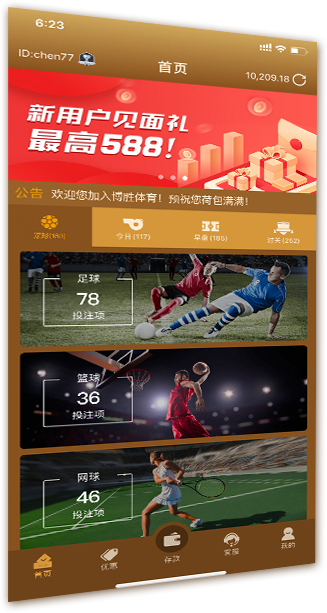 6:23
ID:chen77
首页
10,209.18
新用户见面礼
最高588!
公告 欢迎您加入博胜体育！预祝您荷包满满！
足球(180) 今日(117) 早盘(185) 过关(262)
足球
78
投注项
篮球
36
投注项
网球
46
投注项
首页 优惠 存款 客服 我的